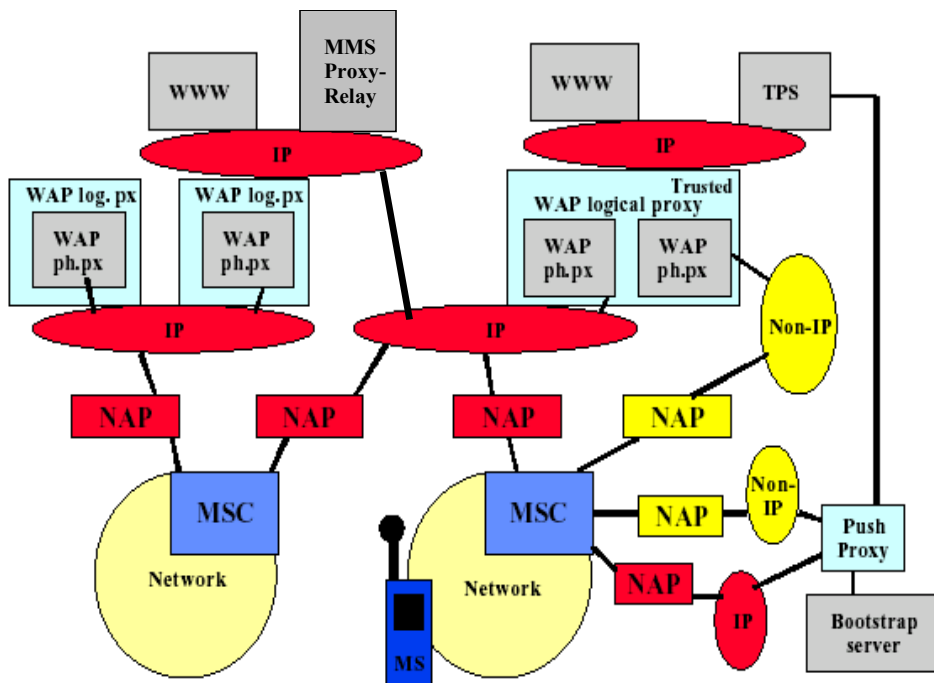 MMS
Proxy-
Relay
WWW
WWW
TPS
IP
IP
WAP log. px
WAP
ph.px
WAP log.px
WAP
ph.px
Trusted
WAP logical proxy
WAP
ph.px
WAP
ph.px
IP
IP
Non-IP
NAP
NAP
NAP
NAP
MSC
Network
MSC
Network
NAP
Non-
IP
NAP
IP
Push
Proxy
Bootstrap
server
MS